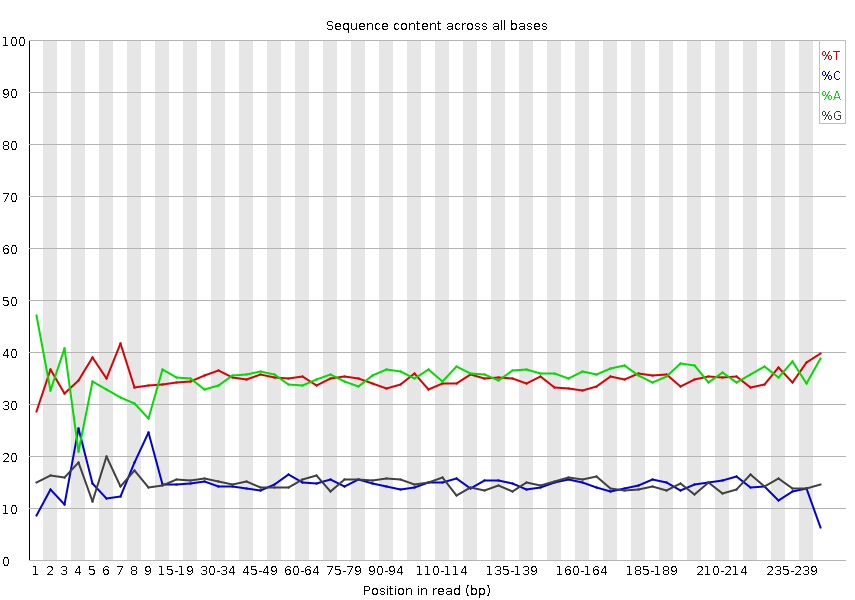 Sequence content across all bases
100
90
80
70
60
50
40
30
20
10
0
%T
%C
%A
%G
1 2 3 4 5 6 7 8 9 15-19 30-34 45-49 60-64 75-79 90-94 110-114 135-139 160-164 185-189 210-214 235-239
Position in read (bp)